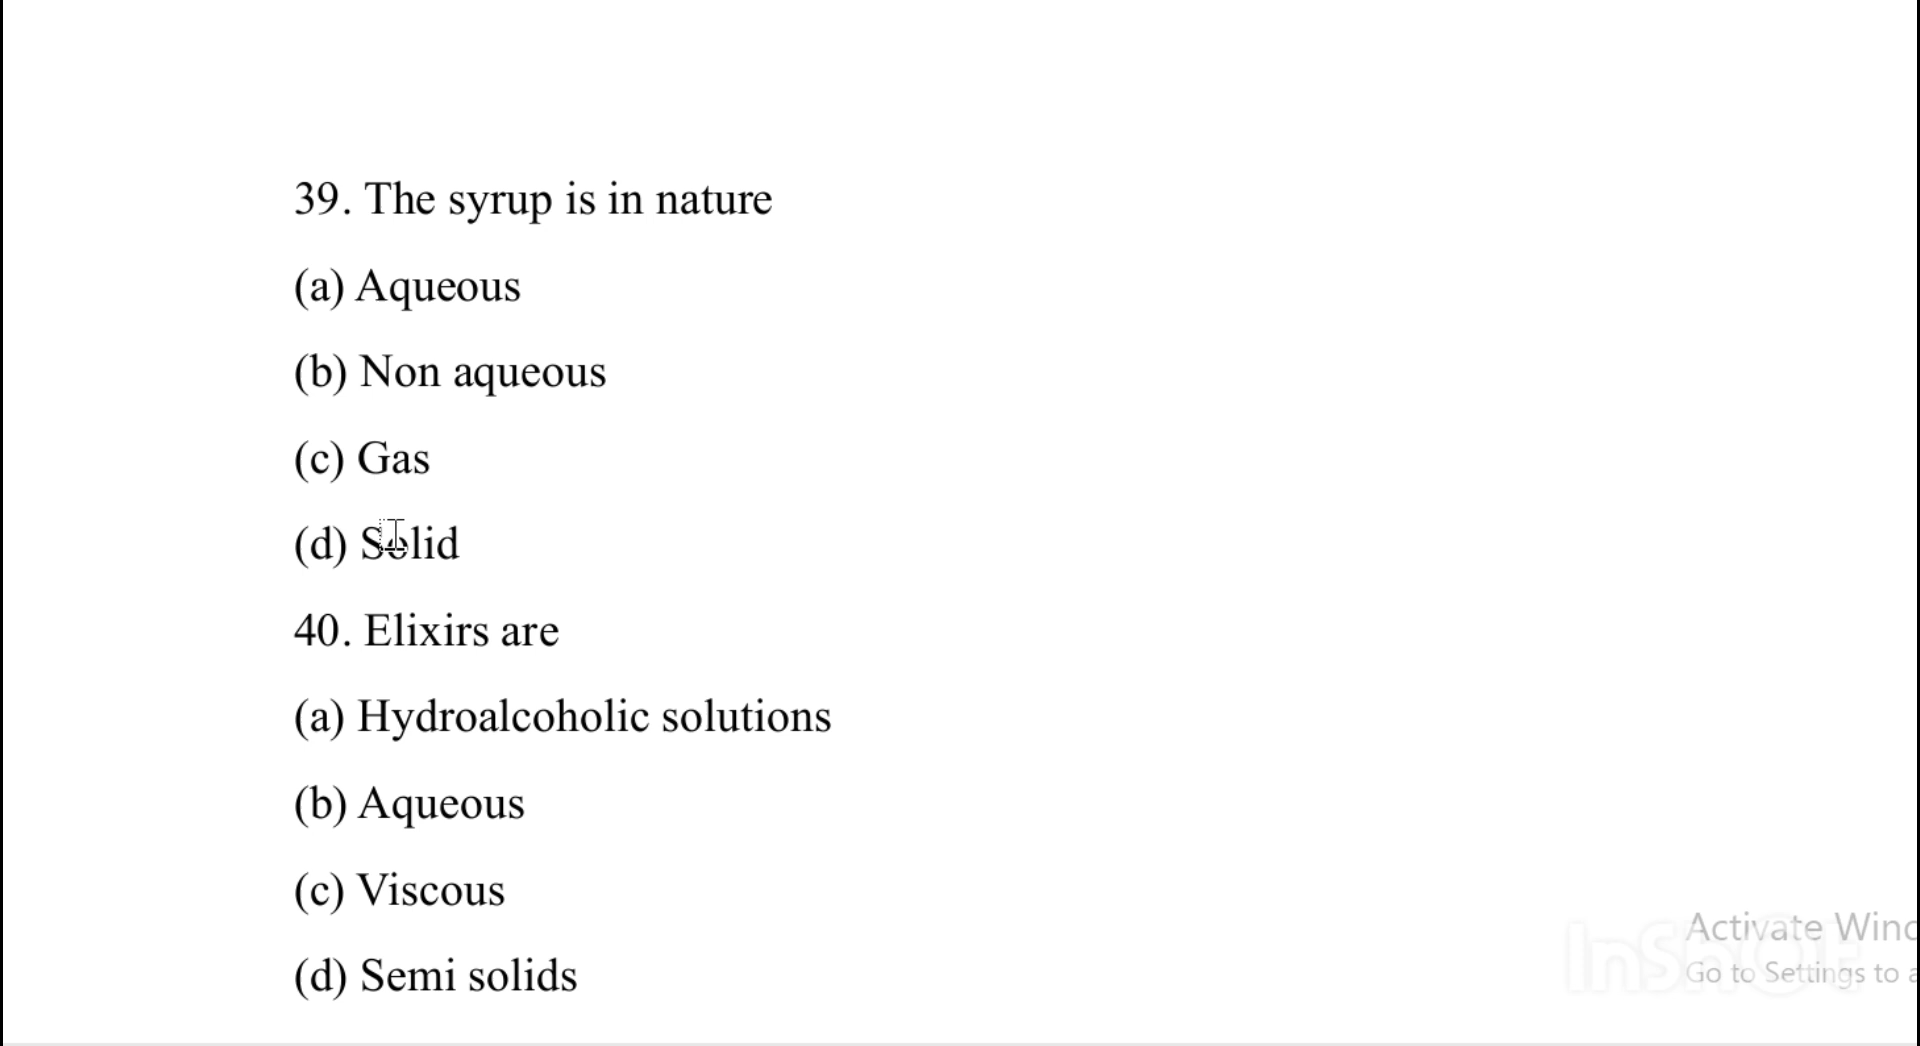 39. The syrup is in nature
(a) Aqueous
(b) Non aqueous
(c) Gas
(d) Solid
40. Elixirs are
(a) Hydroalcoholic solutions
(b) Aqueous
(c) Viscous
(d) Semi solids
Activate Wind
Go to Settings to a
InShOt